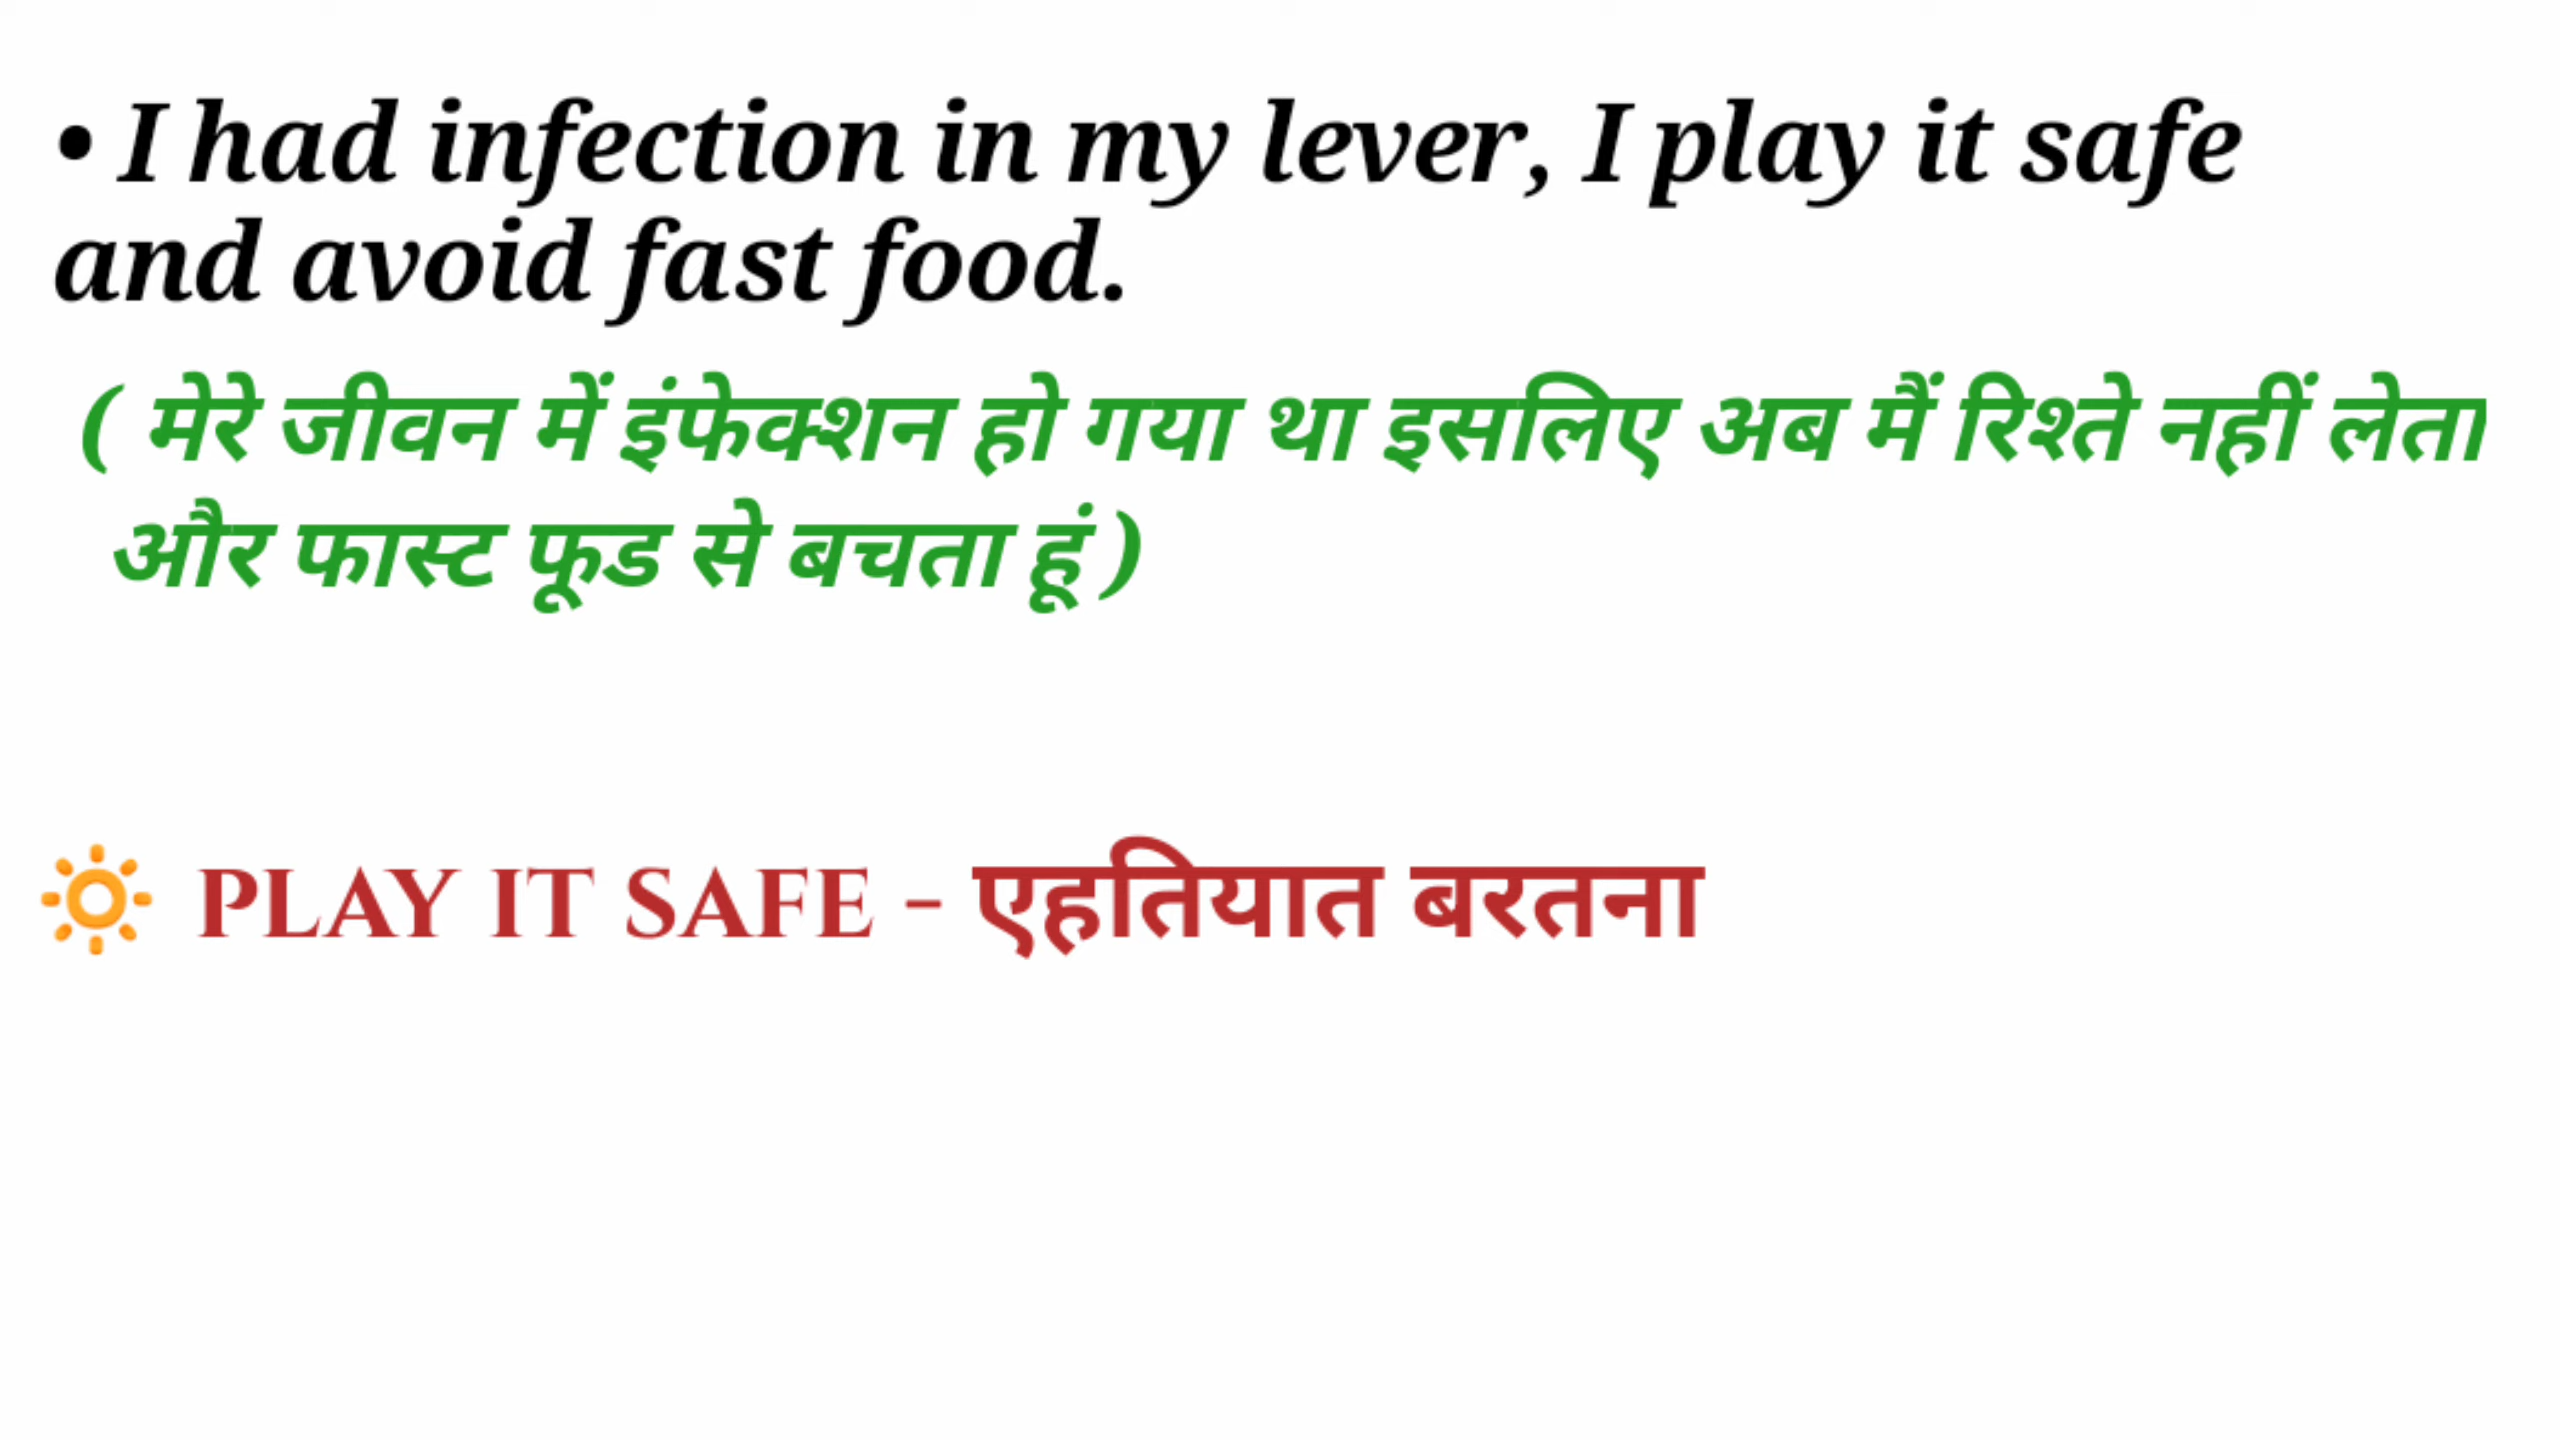 • I had infection in my lever, I play it safe
and avoid fast food.
( मेरे जीवन में इंफेक्शन हो गया था इसलिए अब मैं रिश्ते नहीं लेता
और फास्ट फूड से बचता हूं )
🔆 PLAY IT SAFE - एहतियात बरतना